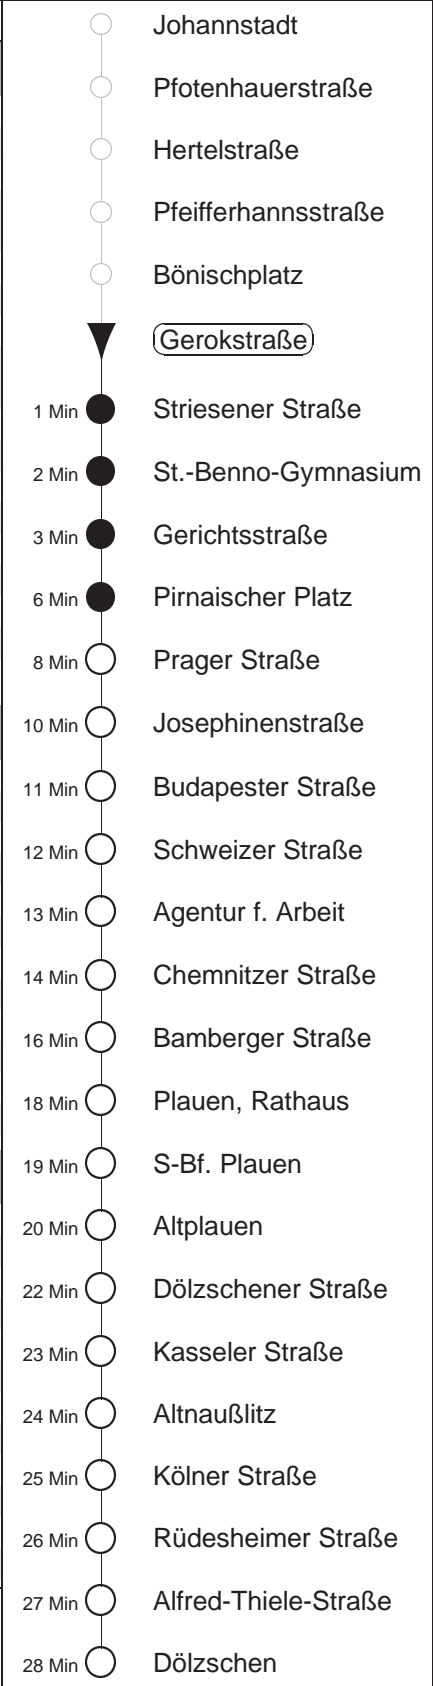 Johannstadt
Pfotenhauerstraße
Hertelstraße
Pfeifferhannsstraße
Bönischplatz
Gerokstraße
1 Min Striesener Straße
2 Min St.-Benno-Gymnasium
3 Min Gerichtsstraße
6 Min Pirnaischer Platz
8 Min Prager Straße
10 Min Josephinenstraße
11 Min Budapester Straße
12 Min Schweizer Straße
13 Min Agentur f. Arbeit
14 Min Chemnitzer Straße
16 Min Bamberger Straße
18 Min Plauen, Rathaus
19 Min S-Bf. Plauen
20 Min Altplauen
22 Min Dölzschener Straße
23 Min Kasseler Straße
24 Min Altnaußlitz
25 Min Kölner Straße
26 Min Rüdesheimer Straße
27 Min Alfred-Thiele-Straße
28 Min Dölzschen